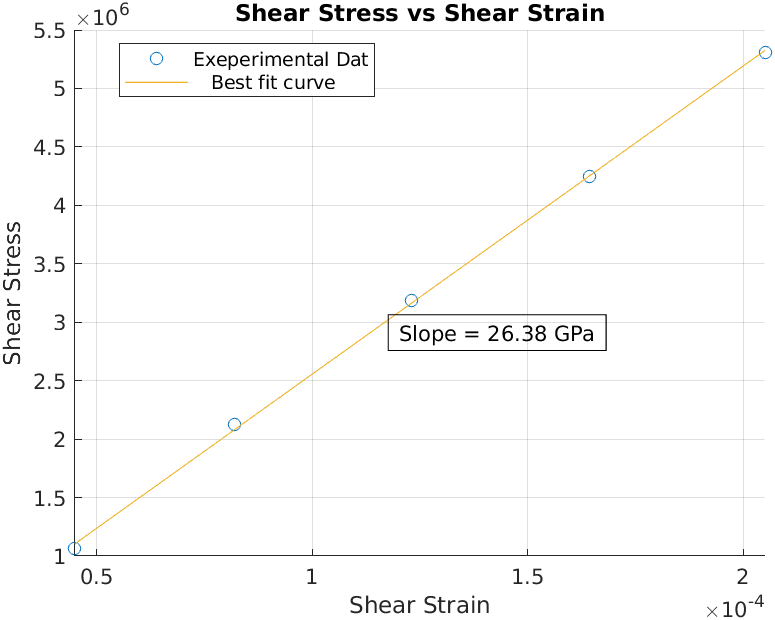 Shear Stress vs Shear Strain
×10^6
5.5
5
4.5
4
3.5
3
2.5
2
1.5
1
Shear Stress
Exeperimental Dat
Best fit curve
Slope = 26.38 GPa
0.5 1 1.5 2
Shear Strain
×10^-4